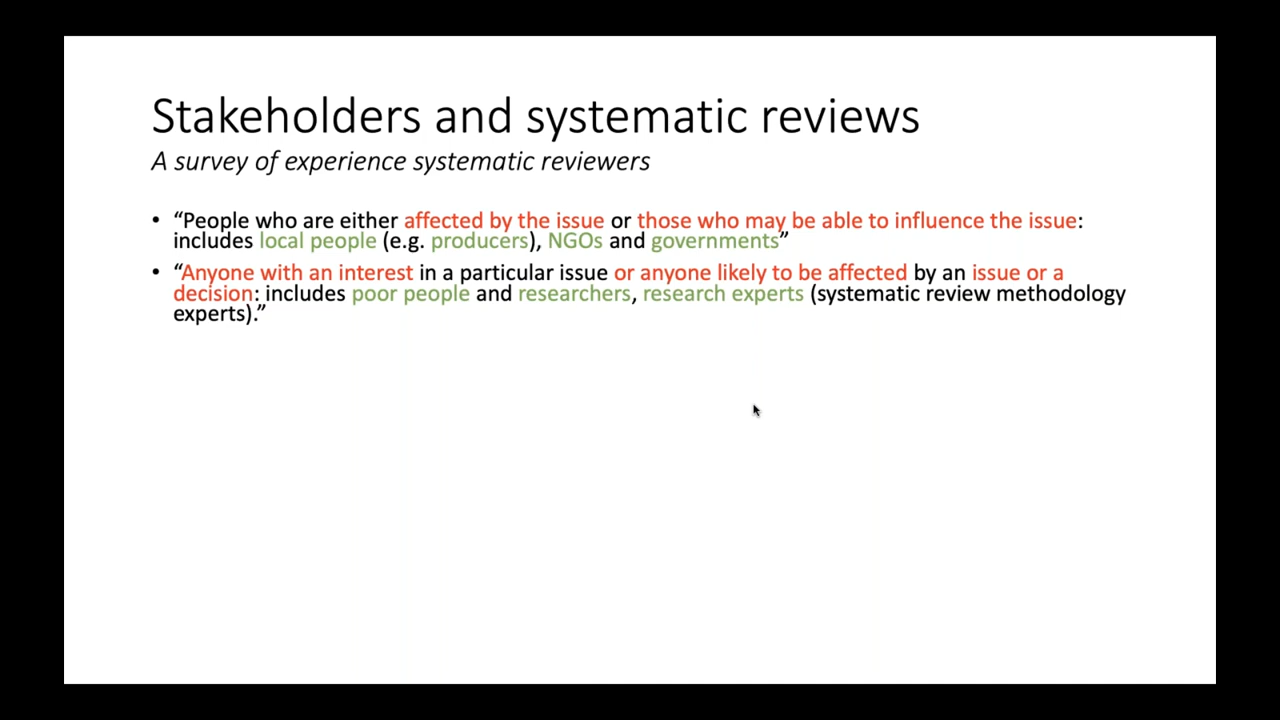 Stakeholders and systematic reviews
A survey of experience systematic reviewers
• “People who are either affected by the issue or those who may be able to influence the issue:
includes local people (e.g. producers), NGOs and governments”
• “Anyone with an interest in a particular issue or anyone likely to be affected by an issue or a
decision: includes poor people and researchers, research experts (systematic review methodology
experts).”